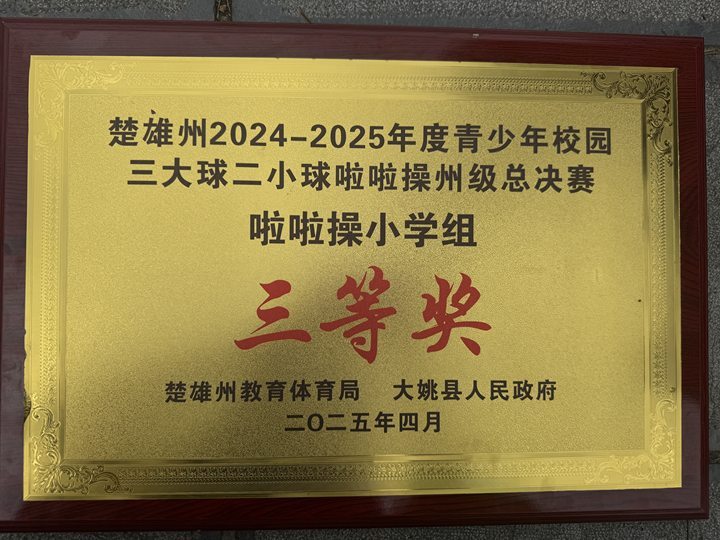 楚雄州2024-2025年度青少年校园
三大球二小球啦啦操州级总决赛
啦啦操小学组
三等奖
楚雄州教育体育局 大姚县人民政府
二〇二五年四月